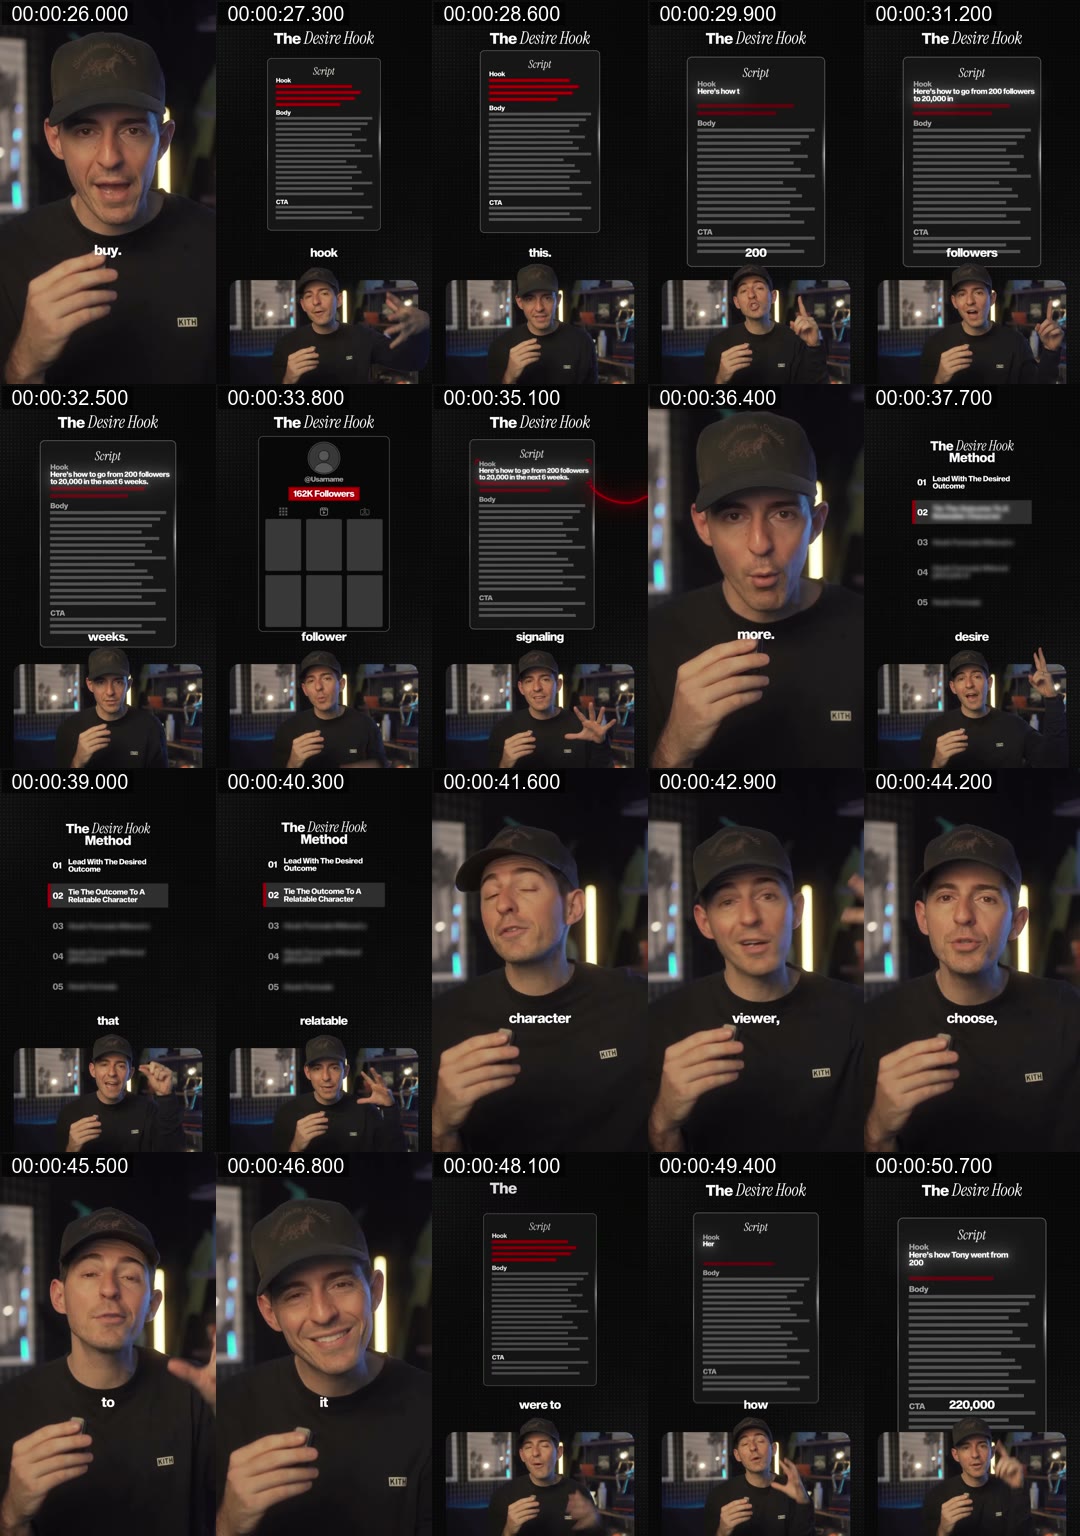 00:00:26.000
buy.
KITH
00:00:27.300
The Desire Hook
Script
Hook
Body
CTA
hook
00:00:28.600
The Desire Hook
Script
Hook
Body
CTA
this.
00:00:29.900
The Desire Hook
Script
Hook
Here's how t
Body
CTA
200
00:00:31.200
The Desire Hook
Script
Hook
Here's how to go from 200 followers
to 20,000 in
Body
CTA
followers
00:00:32.500
The Desire Hook
Script
Hook
Here's how to go from 200 followers
to 20,000 in the next 6 weeks.
Body
CTA
weeks.
00:00:33.800
The Desire Hook
@Usarname
162K Followers
follower
00:00:35.100
The Desire Hook
Script
Hook
Here's how to go from 200 followers
to 20,000 in the next 6 weeks.
Body
CTA
signaling
00:00:36.400
more.
KITH
00:00:37.700
The Desire Hook
Method
01 Lead With The Desired
Outcome
02
03
04
05
desire
00:00:39.000
The Desire Hook
Method
01 Lead With The Desired
Outcome
02 Tie The Outcome To A
Relatable Character
03
04
05
that
00:00:40.300
The Desire Hook
Method
01 Lead With The Desired
Outcome
02 Tie The Outcome To A
Relatable Character
03
04
05
relatable
00:00:41.600
character
KITH
00:00:42.900
viewer,
KITH
00:00:44.200
choose,
KITH
00:00:45.500
to
KITH
00:00:46.800
it
KITH
00:00:48.100
The
Script
Hook
Body
CTA
were to
00:00:49.400
The Desire Hook
Script
Hook
Her
Body
CTA
how
00:00:50.700
The Desire Hook
Script
Hook
Here's how Tony went from
200
Body
CTA
220,000